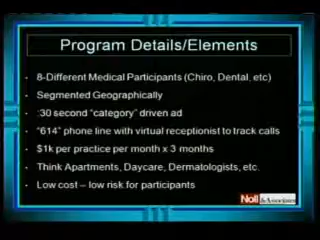 Program Details/Elements
8-Different Medical Participants (Chiro, Dental, etc)
Segmented Geographically
:30 second "category" driven ad
"614" phone line with virtual receptionist to track calls
$1k per practice per month x 3 months
Think Apartments, Daycare, Dermatologists, etc.
Low cost – low risk for participants
Noll &Associates